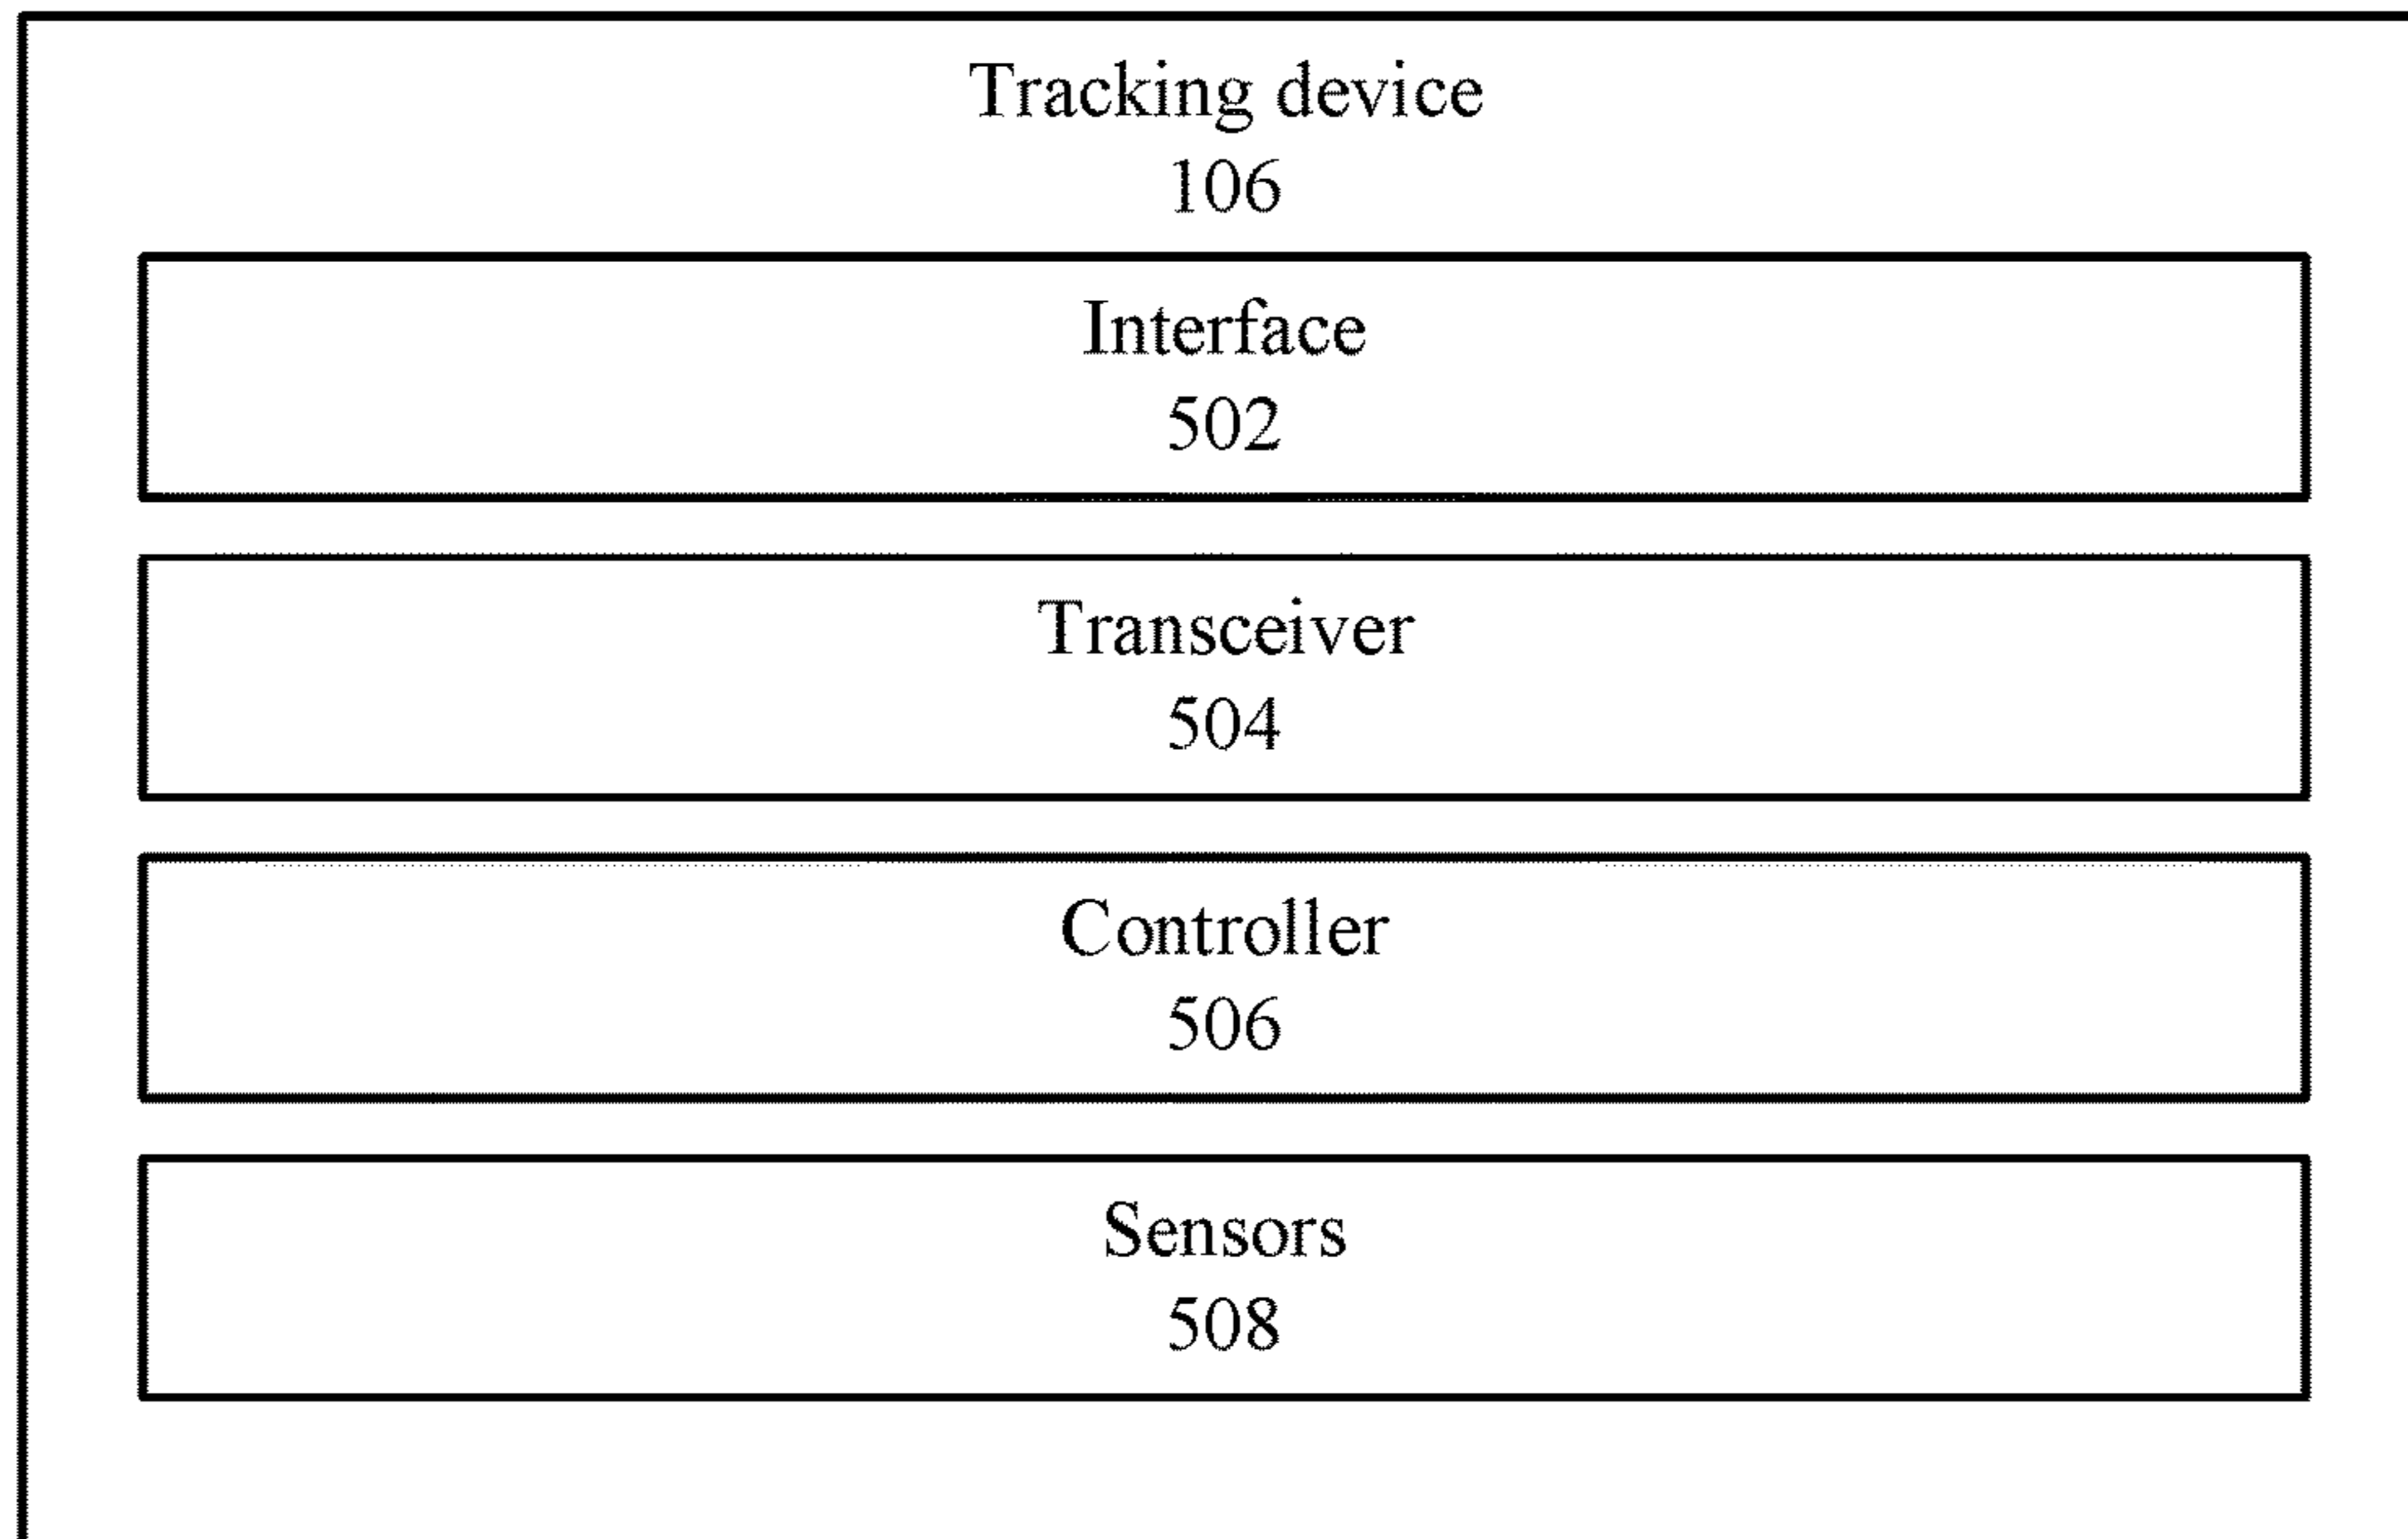 Tracking device
106
Interface
502
Transceiver
504
Controller
506
Sensors
508